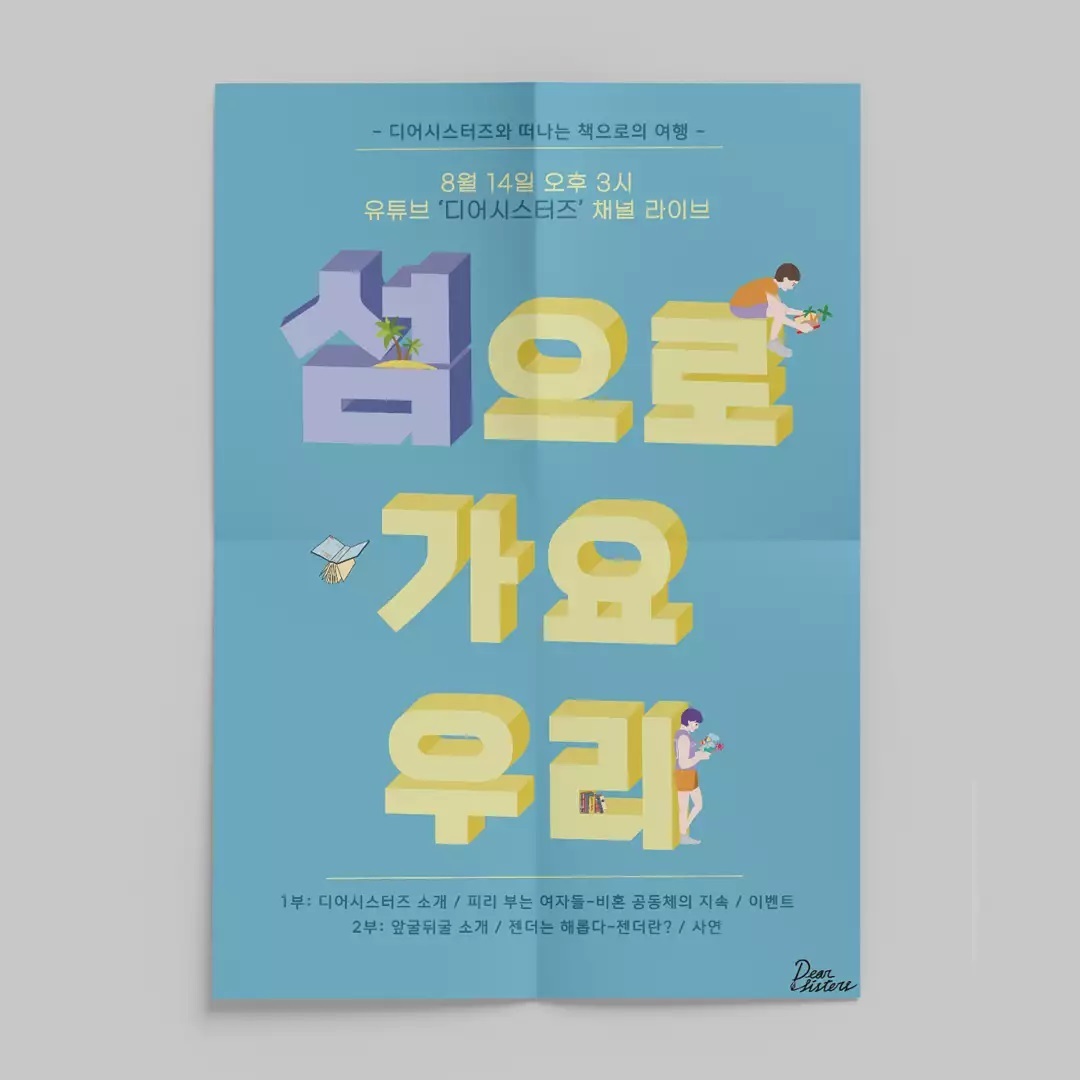 - 디어시스터즈와 떠나는 책으로의 여행 -
8월 14일 오후 3시
유튜브 ‘디어시스터즈’ 채널 라이브
섬으로
가요
우리
1부: 디어시스터즈 소개 / 피리 부는 여자들-비혼 공동체의 지속 / 이벤트
2부: 앞굴뒤굴 소개 / 젠더는 해롭다-젠더란? / 사연
Dear
sisters